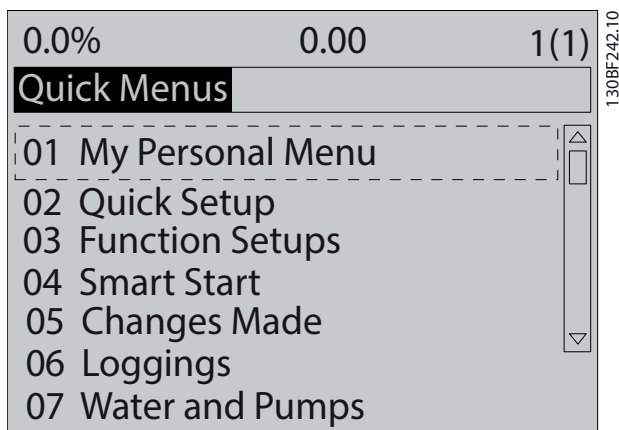 0.0% 0.00 1(1)
Quick Menus
01 My Personal Menu
02 Quick Setup
03 Function Setups
04 Smart Start
05 Changes Made
06 Loggings
07 Water and Pumps
130BF242.10